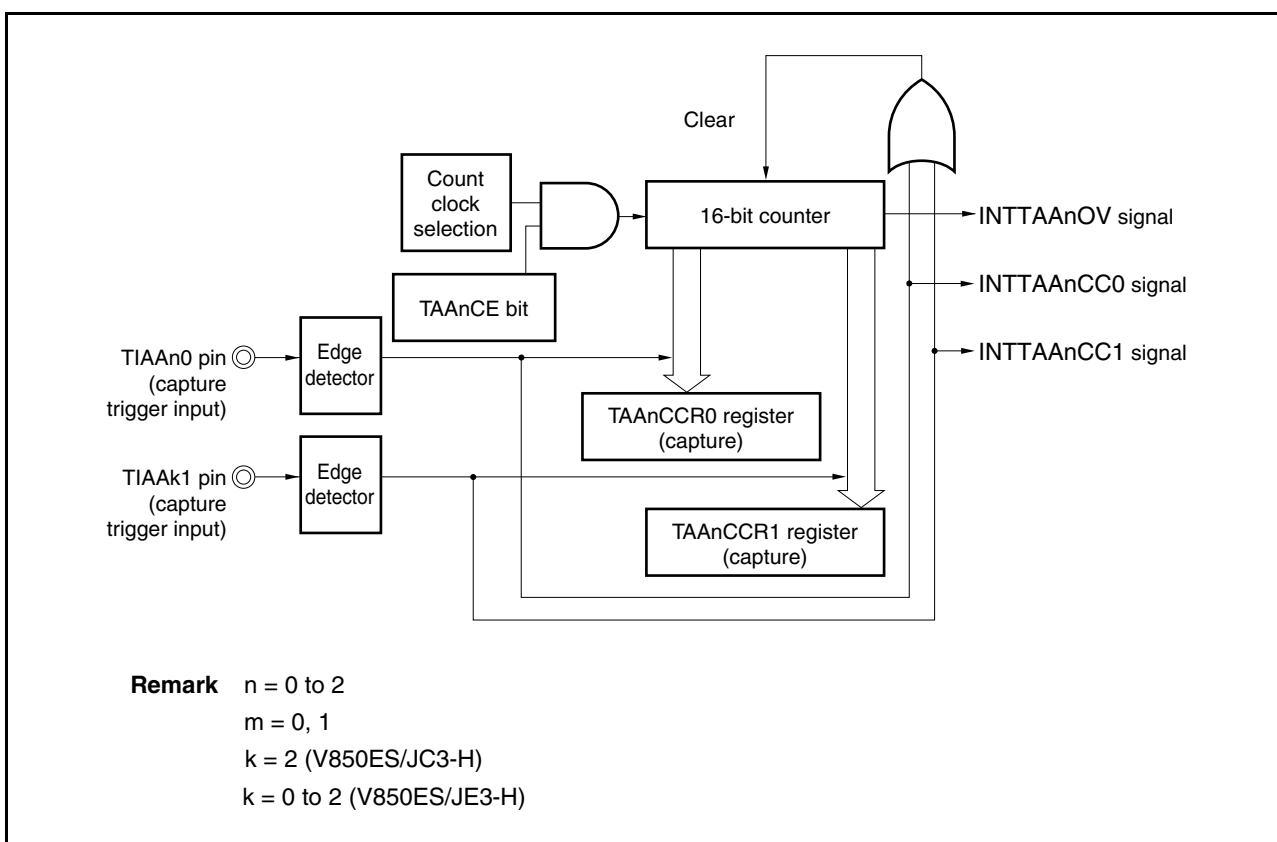 Clear
Count
clock
selection
16-bit counter
INTTAAnOV signal
TAAnCE bit
INTTAAnCC0 signal
TIAAn0 pin
(capture
trigger input)
Edge
detector
INTTAAnCC1 signal
TAAnCCR0 register
(capture)
TIAAk1 pin
(capture
trigger input)
Edge
detector
TAAnCCR1 register
(capture)
Remark n = 0 to 2
m = 0, 1
k = 2 (V850ES/JC3-H)
k = 0 to 2 (V850ES/JE3-H)